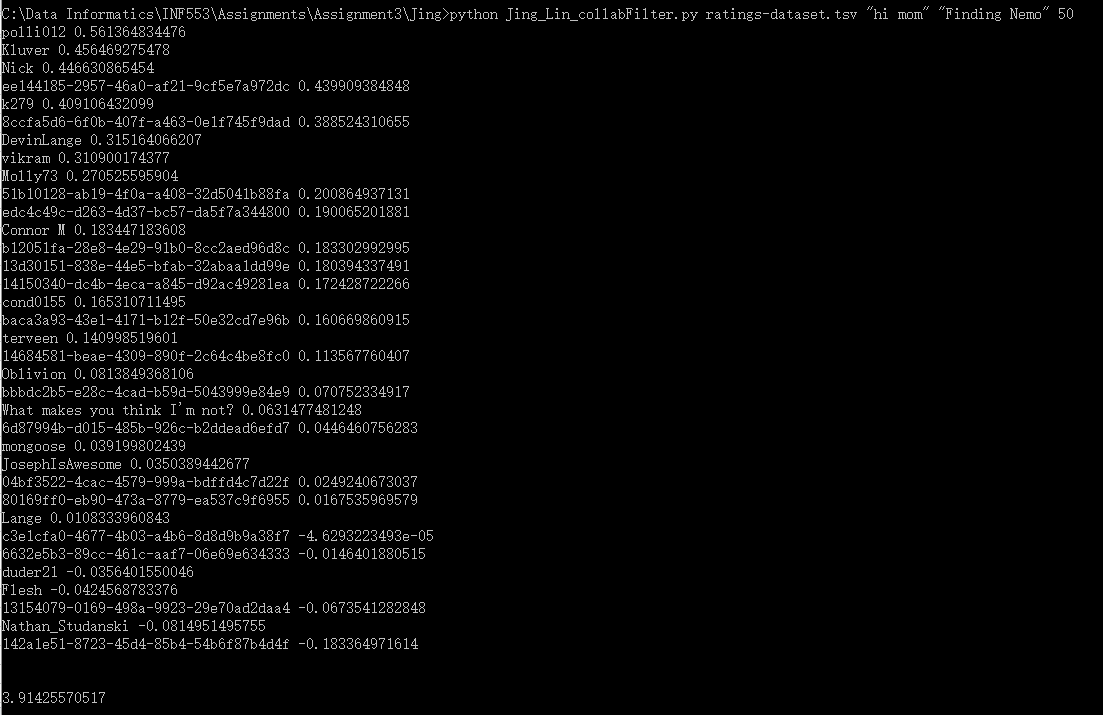 C:\Data Informatics\INF553\Assignments\Assignment3\Jing>python Jing_Lin_collabFilter.py ratings-dataset.tsv "hi mom" "Finding Nemo" 50
polli012 0.561364834476
Kluver 0.456469275478
Nick 0.446630865454
ee144185-2957-46a0-af21-9cf5e7a972dc 0.439909384848
k279 0.409106432099
8ccfa5d6-6f0b-407f-a463-0e1f745f9dad 0.388524310655
DevinLange 0.315164066207
vikram 0.310900174377
Molly73 0.270525595904
51b10128-ab19-4f0a-a408-32d5041b88fa 0.200864937131
edc4c49c-d263-4d37-bc57-da5f7a344800 0.190065201881
Connor M 0.183447183608
b12051fa-28e8-4e29-91b0-8cc2aed96d8c 0.183302992995
13d30151-838e-44e5-bfab-32abaa1dd99e 0.180394337491
14150340-dc4b-4eca-a845-d92ac49281ea 0.172428722266
cond0155 0.165310711495
baca3a93-43e1-4171-b12f-50e32cd7e96b 0.160669860915
terveen 0.140998519601
14684581-beae-4309-890f-2c64c4be8fc0 0.113567760407
Oblivion 0.0813849368106
bbbdc2b5-e28c-4cad-b59d-5043999e84e9 0.070752334917
What makes you think I'm not? 0.0631477481248
6d87994b-d015-485b-926c-b2ddead6efd7 0.0446460756283
mongoose 0.039199802439
JosephIsAwesome 0.0350389442677
04bf3522-4cac-4579-999a-bdffd4c7d22f 0.0249240673037
80169ff0-eb90-473a-8779-ea537c9f6955 0.0167535969579
Lange 0.0108333960843
c3e1cfa0-4677-4b03-a4b6-8d8d9b9a38f7 -4.6293223493e-05
6632e5b3-89cc-461c-aaf7-06e69e634333 -0.0146401880515
duder21 -0.0356401550046
Flesh -0.0424568783376
13154079-0169-498a-9923-29e70ad2daa4 -0.0673541282848
Nathan_Studanski -0.0814951495755
142a1e51-8723-45d4-85b4-54b6f87b4d4f -0.183364971614
3.91425570517